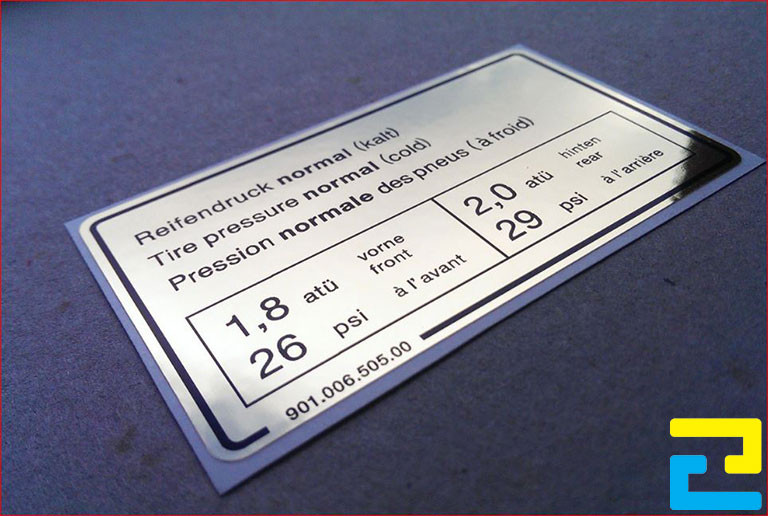 Reifendruck normal (kalt)
Tire pressure normal (cold)
Pression normale des pneus (à froid)
1,8 atü vorne
front
26 psi à l'avant
2,0 atü hinten
rear
29 psi à l'arrière
901.006.505.00